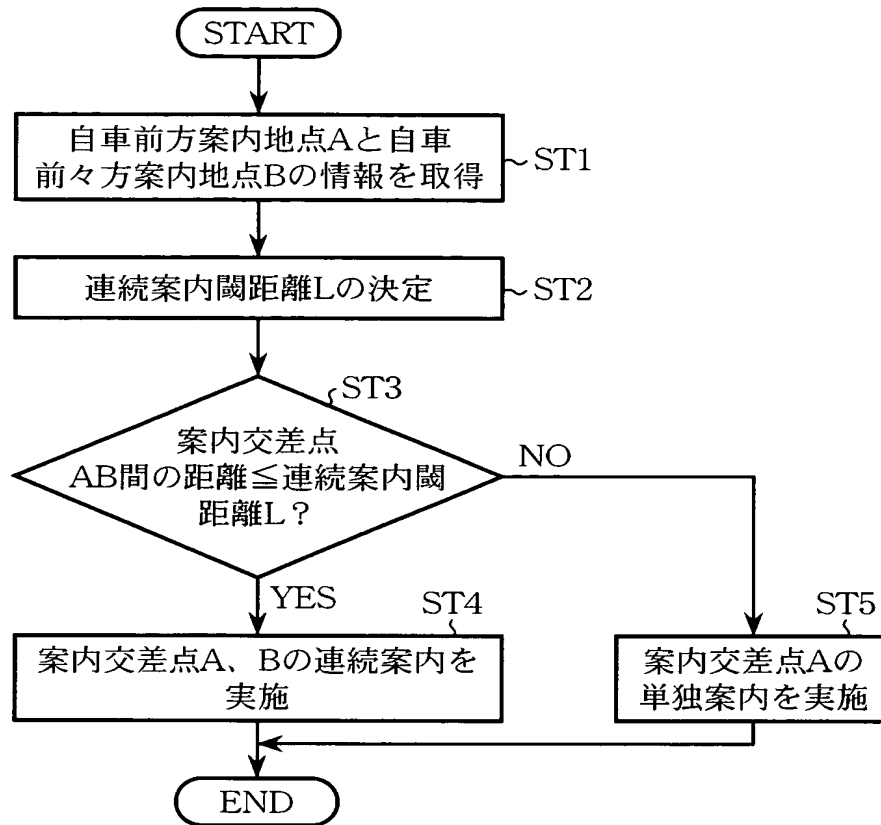 START
自車前方案内地点Aと自車
前々方案内地点Bの情報を取得
ST1
連続案内閾距離Lの決定
ST2
ST3
案内交差点
AB間の距離≦連続案内閾
距離L?
NO
YES
ST4
案内交差点A、Bの連続案内を
実施
ST5
案内交差点Aの
単独案内を実施
END